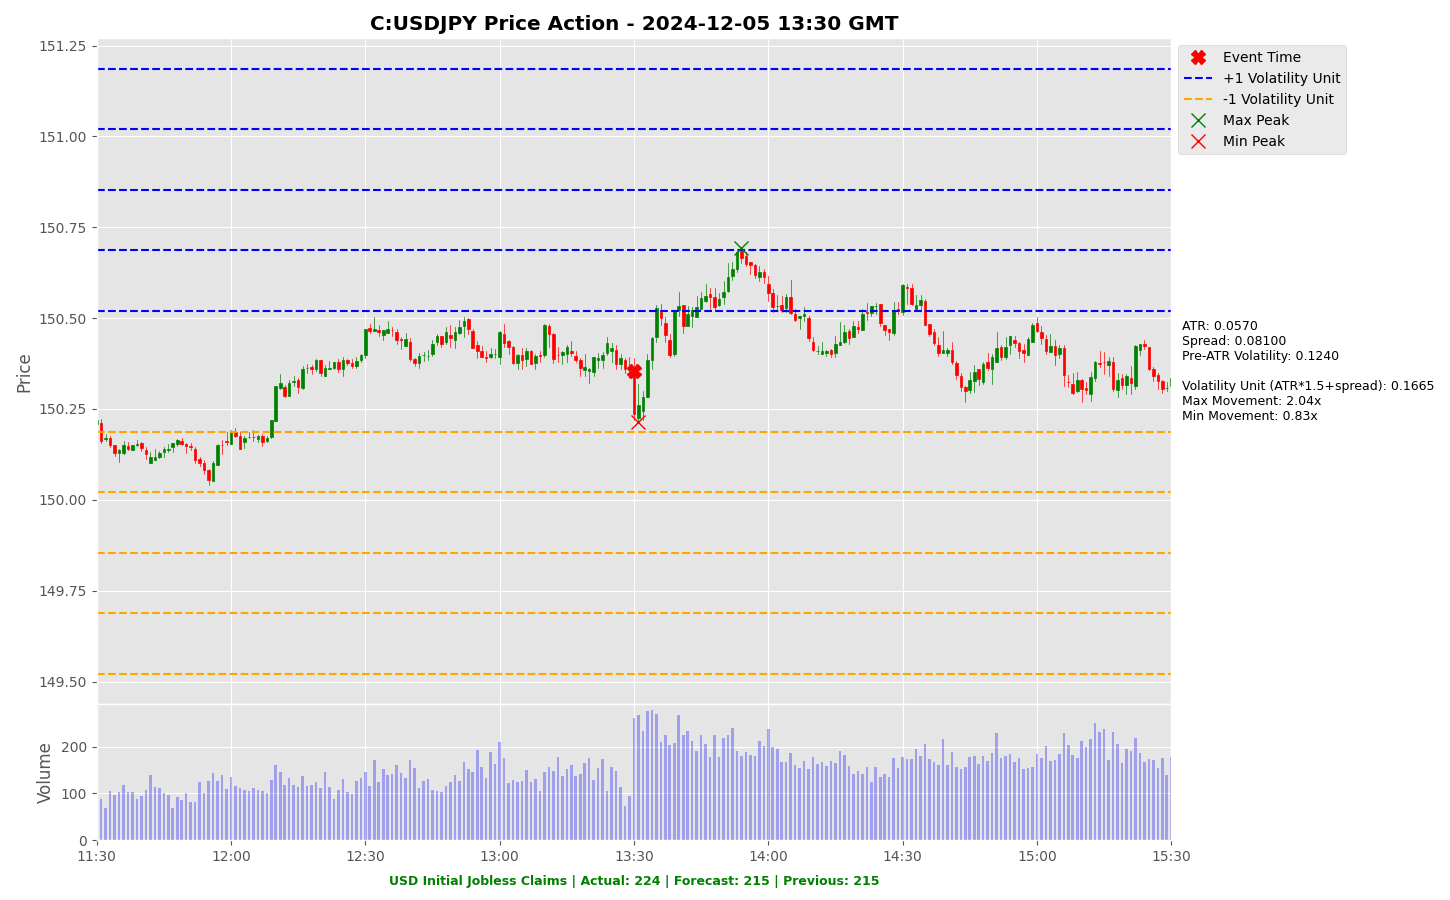 C:USDJPY Price Action - 2024-12-05 13:30 GMT
151.25
151.00
150.75
150.50
150.25
150.00
149.75
149.50
Price
Event Time
+1 Volatility Unit
-1 Volatility Unit
Max Peak
Min Peak
ATR: 0.0570
Spread: 0.08100
Pre-ATR Volatility: 0.1240
Volatility Unit (ATR*1.5+spread): 0.1665
Max Movement: 2.04x
Min Movement: 0.83x
200
100
0
Volume
11:30 12:00 12:30 13:00 13:30 14:00 14:30 15:00 15:30
USD Initial Jobless Claims | Actual: 224 | Forecast: 215 | Previous: 215